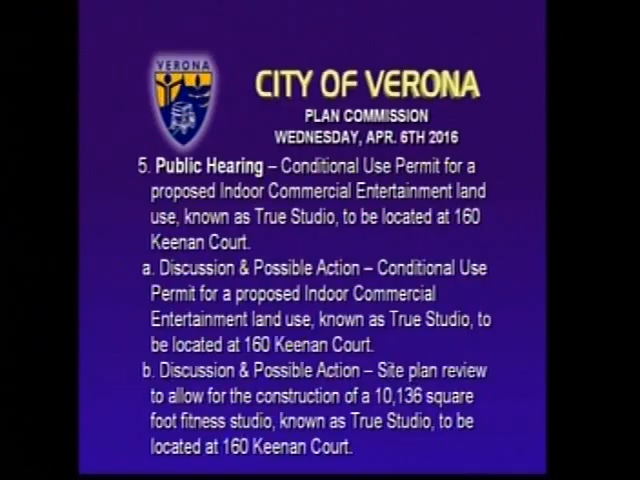 VERONA
CITY OF VERONA
PLAN COMMISSION
WEDNESDAY, APR. 6TH 2016
5. Public Hearing – Conditional Use Permit for a
proposed Indoor Commercial Entertainment land
use, known as True Studio, to be located at 160
Keenan Court.
a. Discussion & Possible Action – Conditional Use
Permit for a proposed Indoor Commercial
Entertainment land use, known as True Studio, to
be located at 160 Keenan Court.
b. Discussion & Possible Action – Site plan review
to allow for the construction of a 10,136 square
foot fitness studio, known as True Studio, to be
located at 160 Keenan Court.